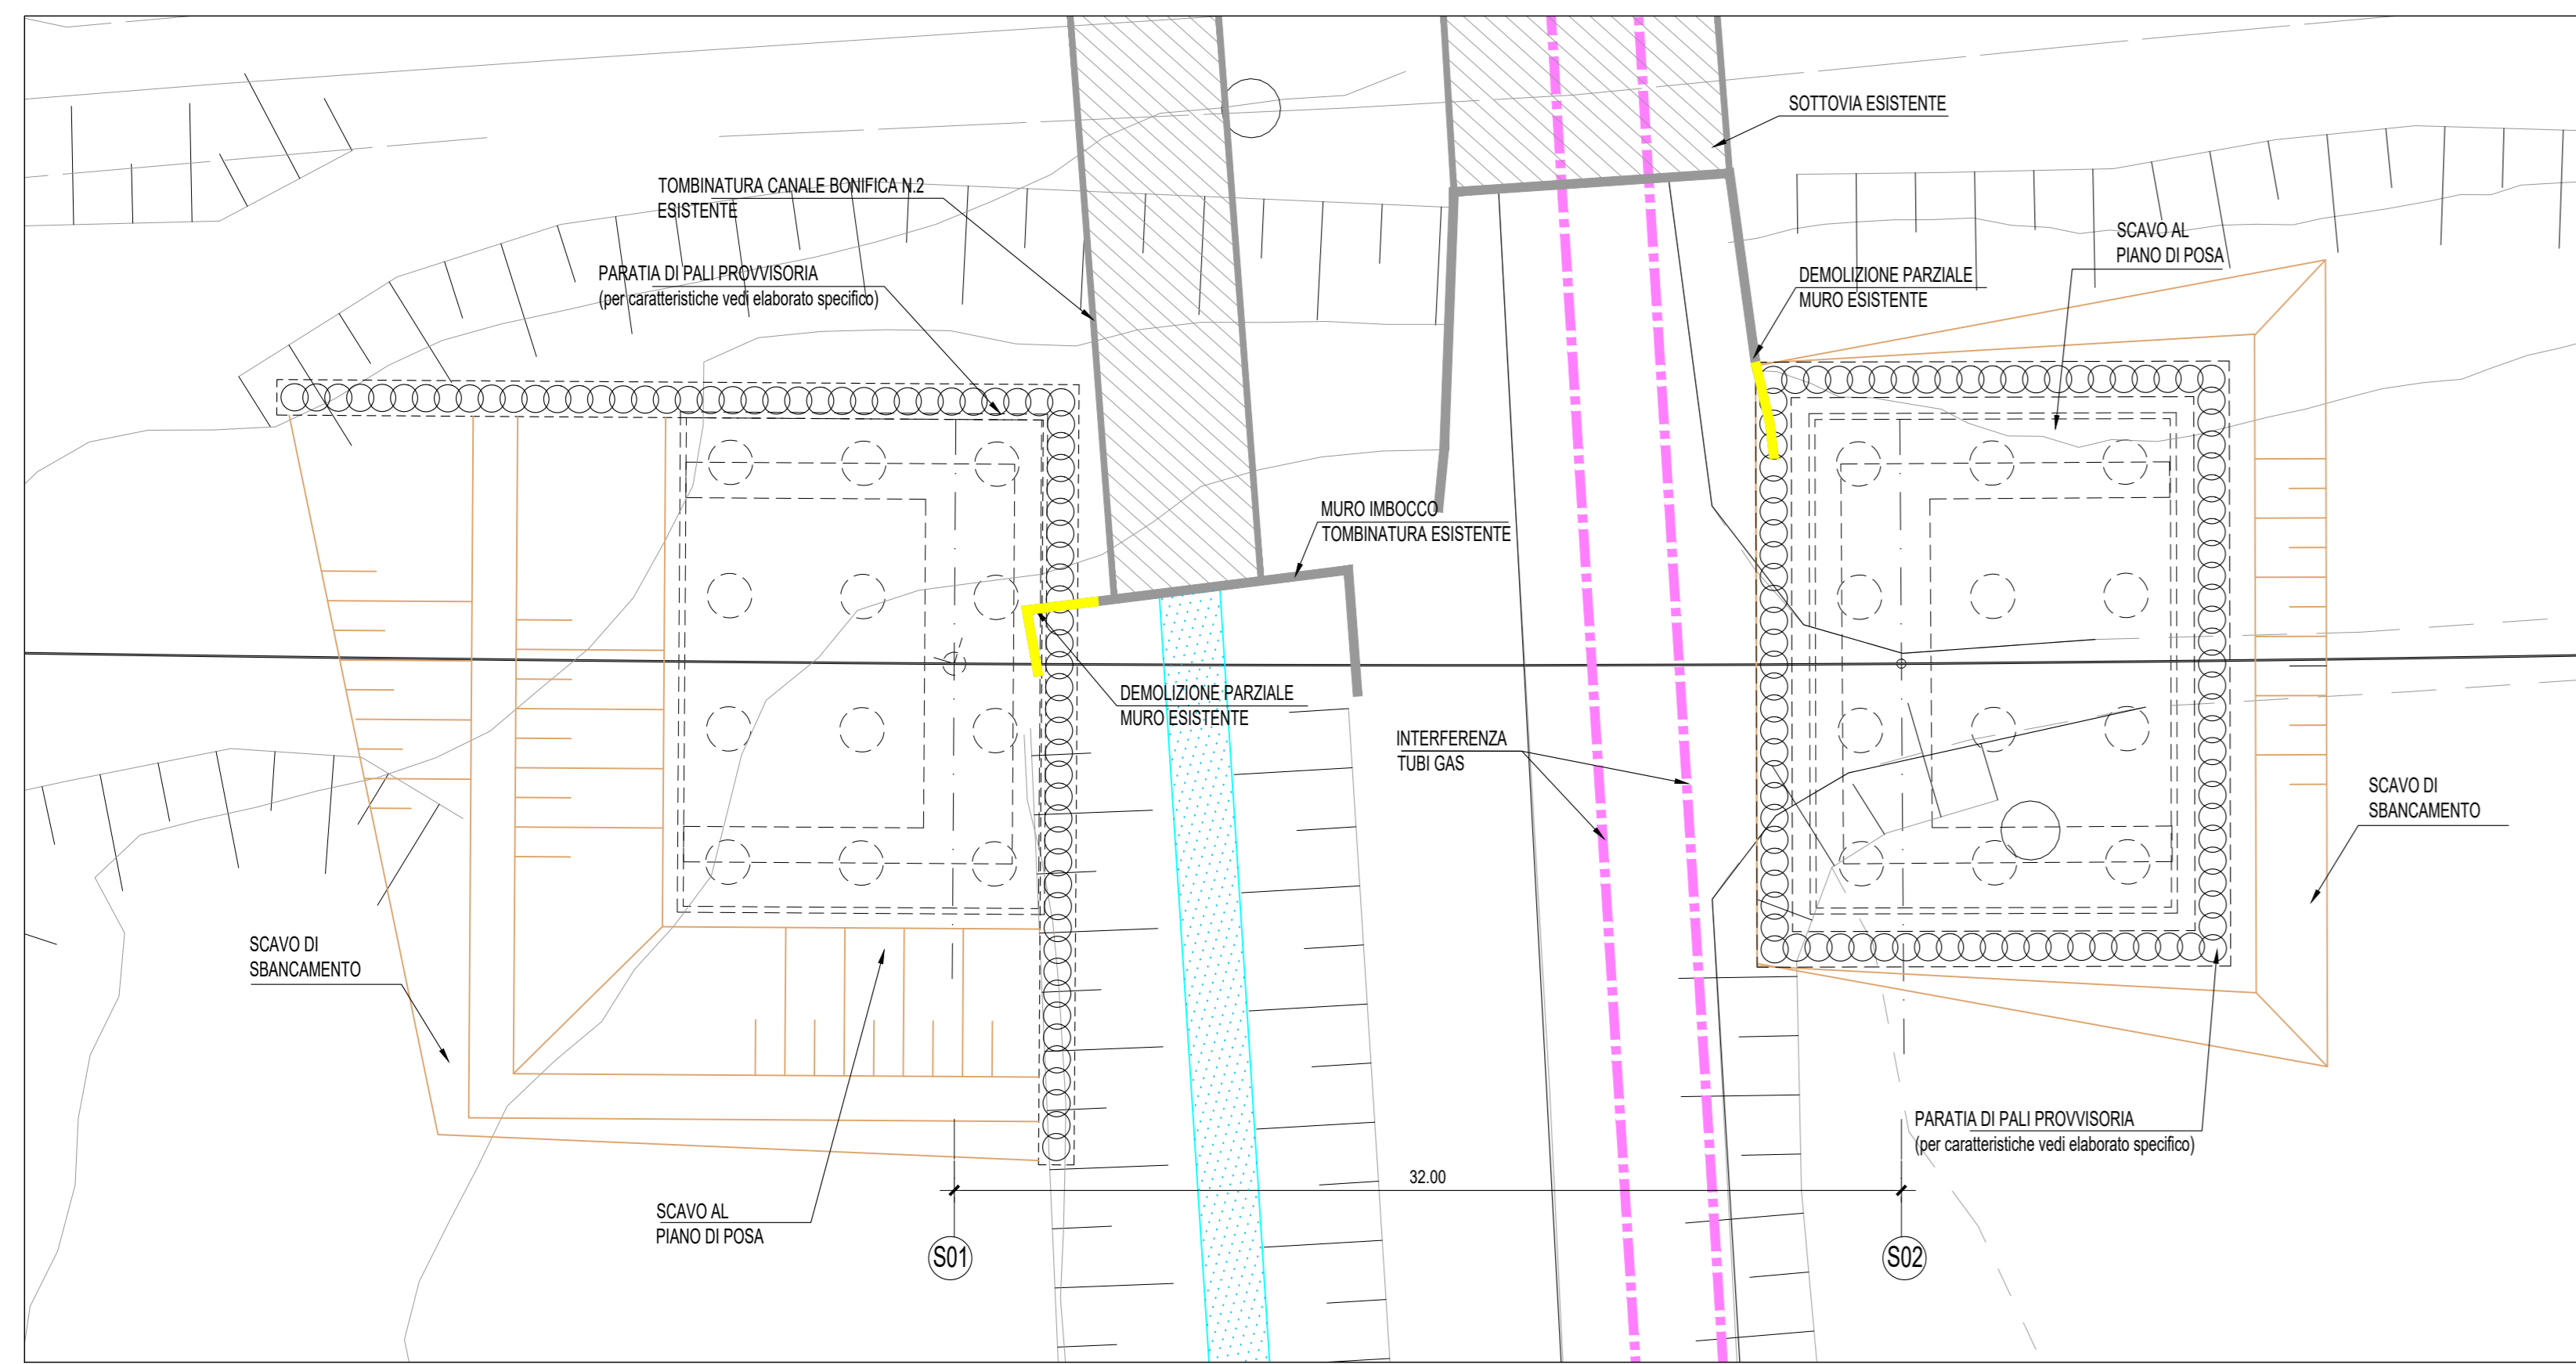 SOTTOVIA ESISTENTE
TOMBINATURA CANALE BONIFICA N.2
ESISTENTE
PARATIA DI PALI PROVVISORIA
(per caratteristiche vedi elaborato specifico)
SCAVO AL
PIANO DI POSA
DEMOLIZIONE PARZIALE
MURO ESISTENTE
MURO IMBOCCO
TOMBINATURA ESISTENTE
DEMOLIZIONE PARZIALE
MURO ESISTENTE
INTERFERENZA
TUBI GAS
SCAVO DI
SBANCAMENTO
SCAVO DI
SBANCAMENTO
PARATIA DI PALI PROVVISORIA
(per caratteristiche vedi elaborato specifico)
32.00
SCAVO AL
PIANO DI POSA
S01
S02